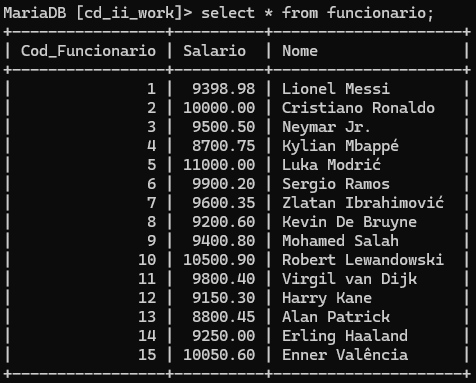 MariaDB [cd_ii_work]> select * from funcionario;
+-----------------+----------+--------------------+
| Cod_Funcionario | Salario  | Nome               |
+-----------------+----------+--------------------+
|               1 |  9398.98 | Lionel Messi       |
|               2 | 10000.00 | Cristiano Ronaldo  |
|               3 |  9500.50 | Neymar Jr.         |
|               4 |  8700.75 | Kylian Mbappé      |
|               5 | 11000.00 | Luka Modrić        |
|               6 |  9900.20 | Sergio Ramos       |
|               7 |  9600.35 | Zlatan Ibrahimović |
|               8 |  9200.60 | Kevin De Bruyne    |
|               9 |  9400.80 | Mohamed Salah      |
|              10 | 10500.90 | Robert Lewandowski |
|              11 |  9800.40 | Virgil van Dijk    |
|              12 |  9150.30 | Harry Kane         |
|              13 |  8800.45 | Alan Patrick       |
|              14 |  9250.00 | Erling Haaland     |
|              15 | 10050.60 | Enner Valência     |
+-----------------+----------+--------------------+